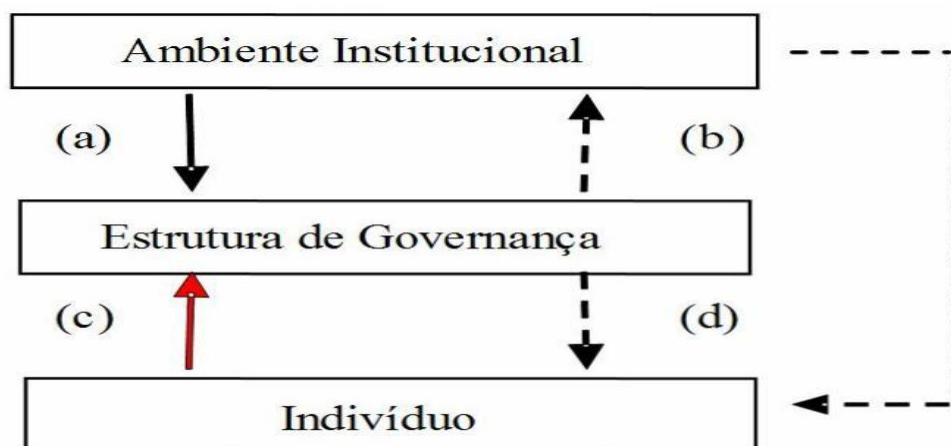 Ambiente Institucional
(a)
(b)
Estrutura de Governança
(c)
(d)
Indivíduo